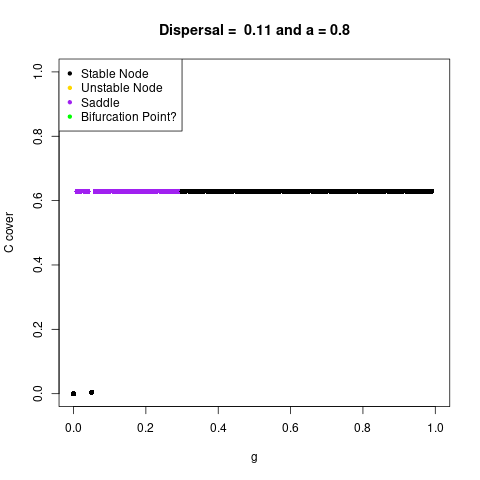 Dispersal =  0.11 and a = 0.8
Stable Node
Unstable Node
Saddle
Bifurcation Point?
C cover
1.0
0.8
0.6
0.4
0.2
0.0
0.0 0.2 0.4 0.6 0.8 1.0
g